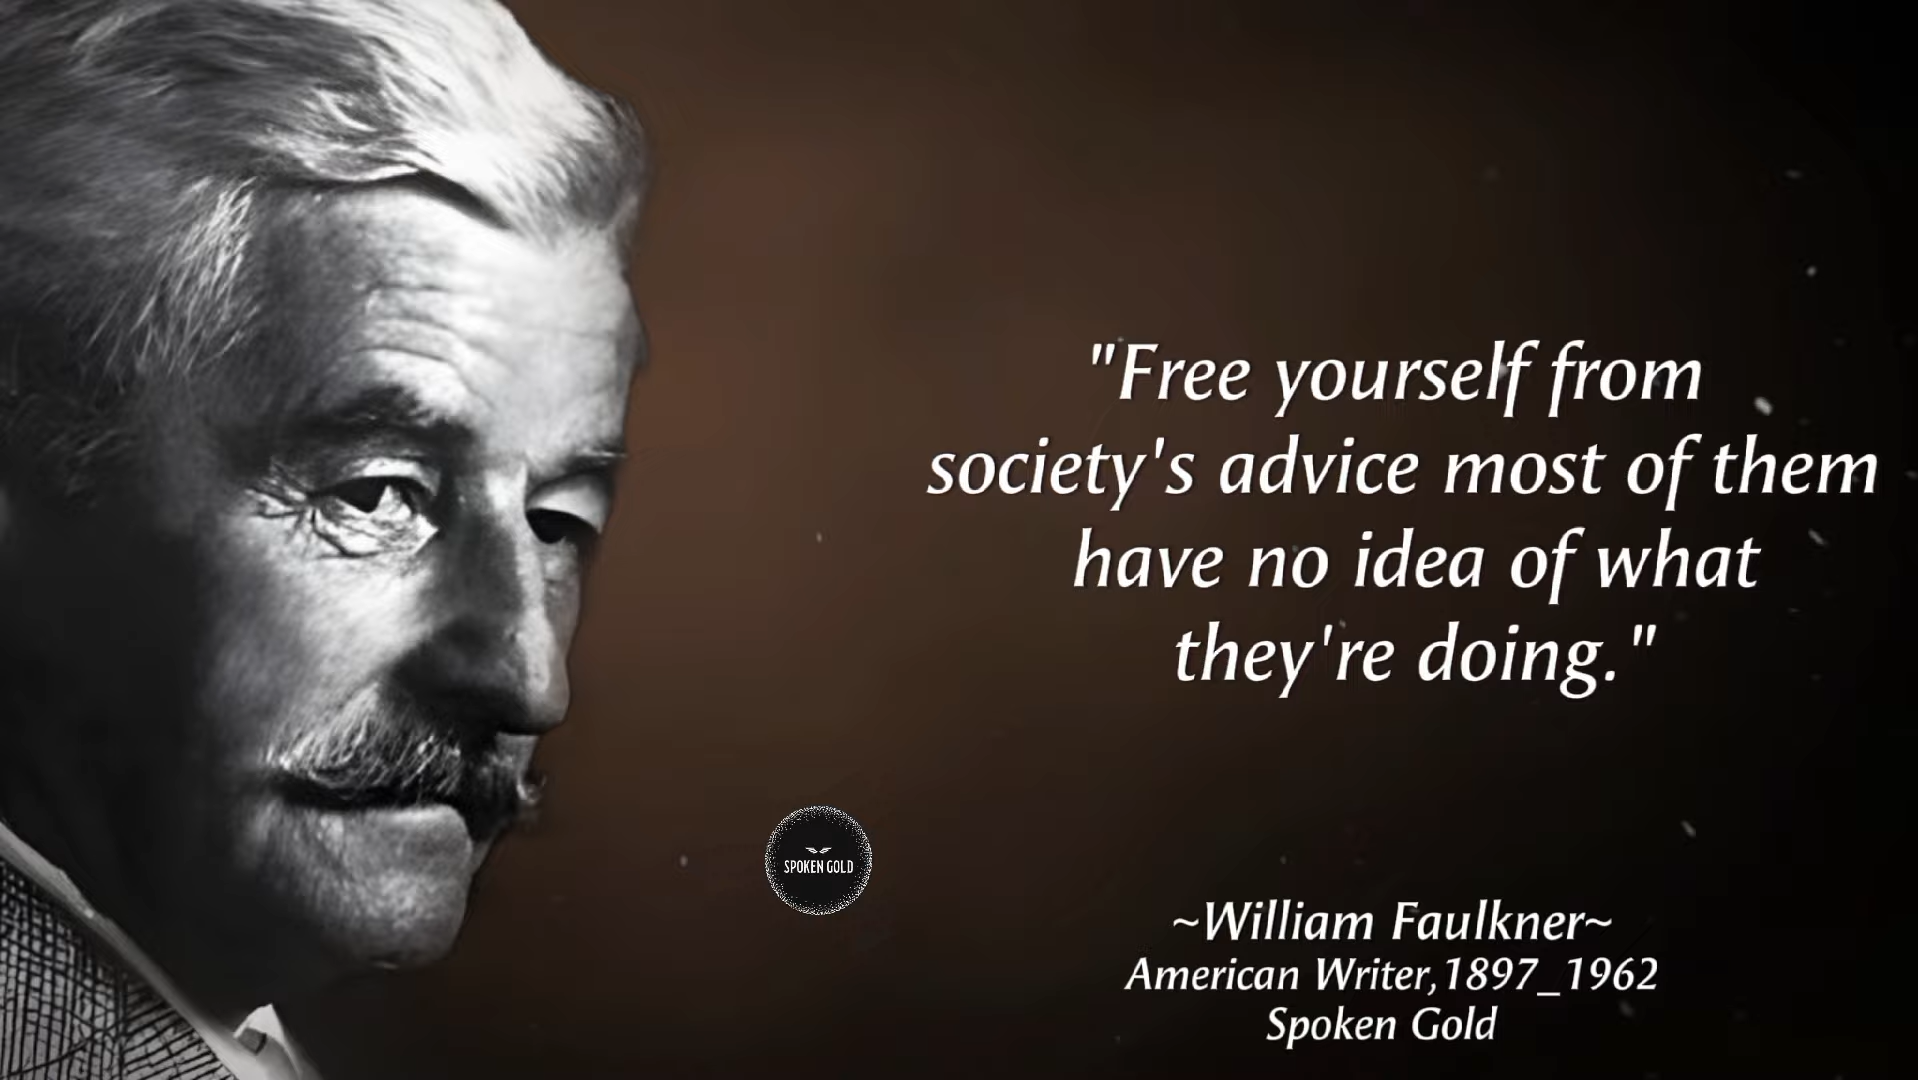 "Free yourself from
society's advice most of them
have no idea of what
they're doing."
SPOKEN GOLD
~William Faulkner~
American Writer,1897_1962
Spoken Gold